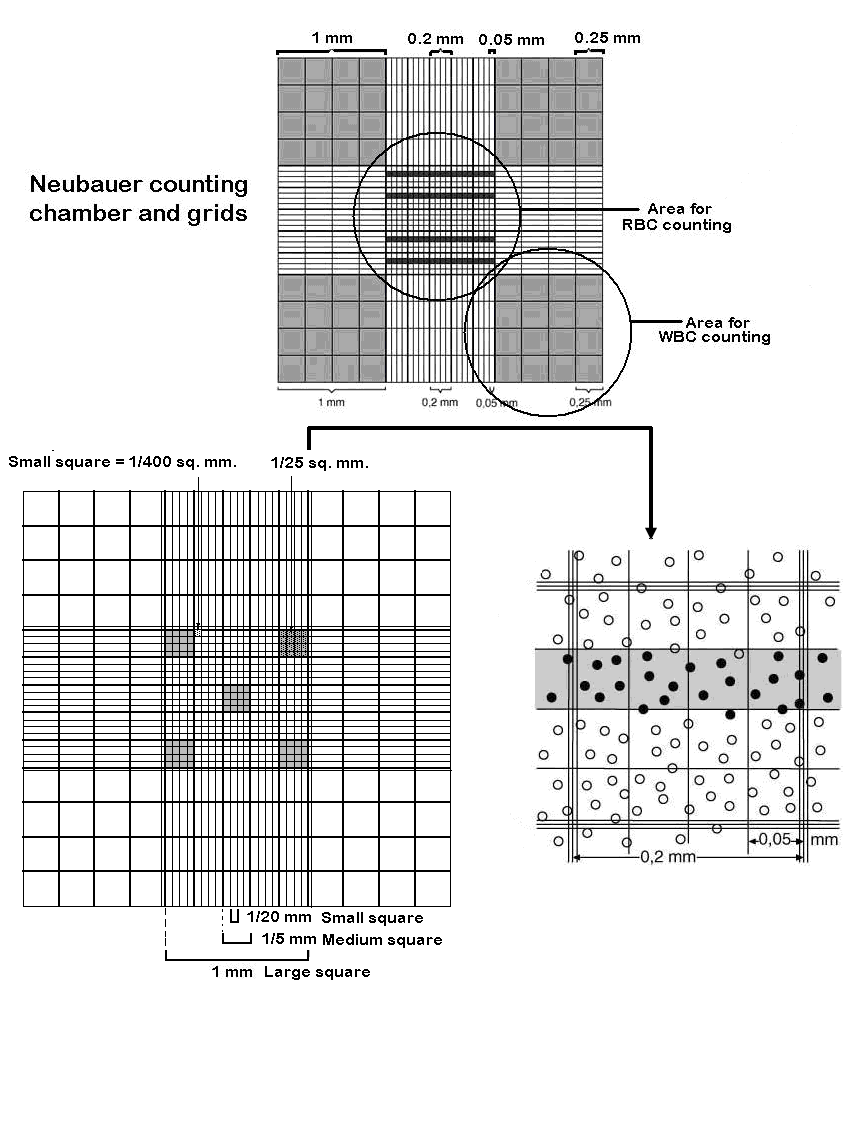 1 mm 0.2 mm 0.05 mm 0.25 mm
Neubauer counting
chamber and grids
Area for
RBC counting
Area for
WBC counting
1 mm 0,2 mm 0,05 mm 0,25 mm
Small square = 1/400 sq. mm. 1/25 sq. mm.
0,05 mm
0,2 mm
1/20 mm Small square
1/5 mm Medium square
1 mm Large square